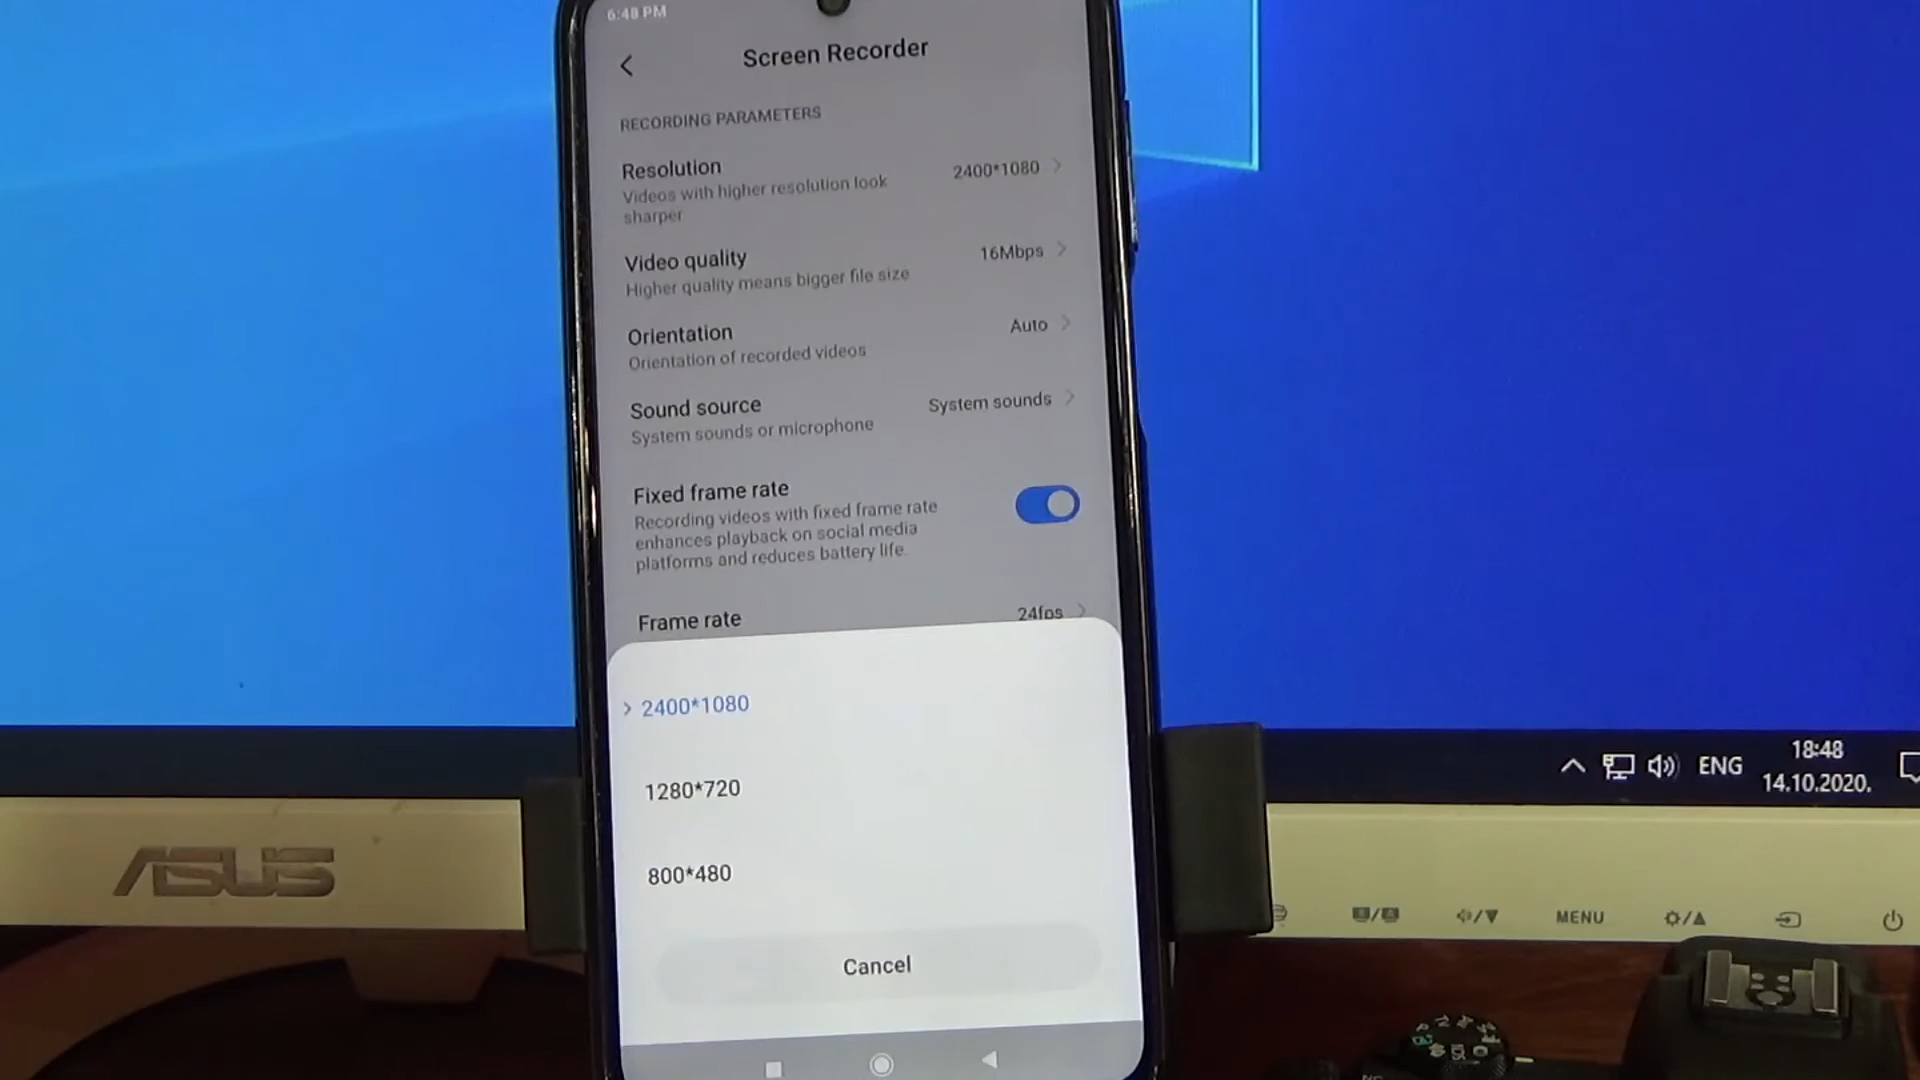 6:48 PM
Screen Recorder
RECORDING PARAMETERS
Resolution
2400*1080
Videos with higher resolution look
sharper
Video quality
16Mbps
Higher quality means bigger file size
Orientation
Auto
Orientation of recorded videos
Sound source
System sounds
System sounds or microphone
Fixed frame rate
Recording videos with fixed frame rate
enhances playback on social media
platforms and reduces battery life.
Frame rate
24fps
2400*1080
1280*720
800*480
Cancel
ENG
18:48
14.10.2020.
ASUS
MENU